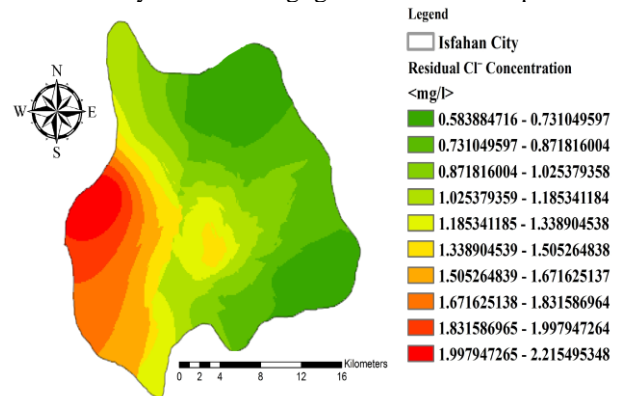 Legend
Isfahan City
Residual Cl⁻ Concentration
<mg/l>
0.583884716 - 0.731049597
0.731049597 - 0.871816004
0.871816004 - 1.025379358
1.025379359 - 1.185341184
1.185341185 - 1.338904538
1.338904539 - 1.505264838
1.505264839 - 1.671625137
1.671625138 - 1.831586964
1.831586965 - 1.997947264
1.997947265 - 2.215495348
N
W E
S
Kilometers
0 2 4 8 12 16